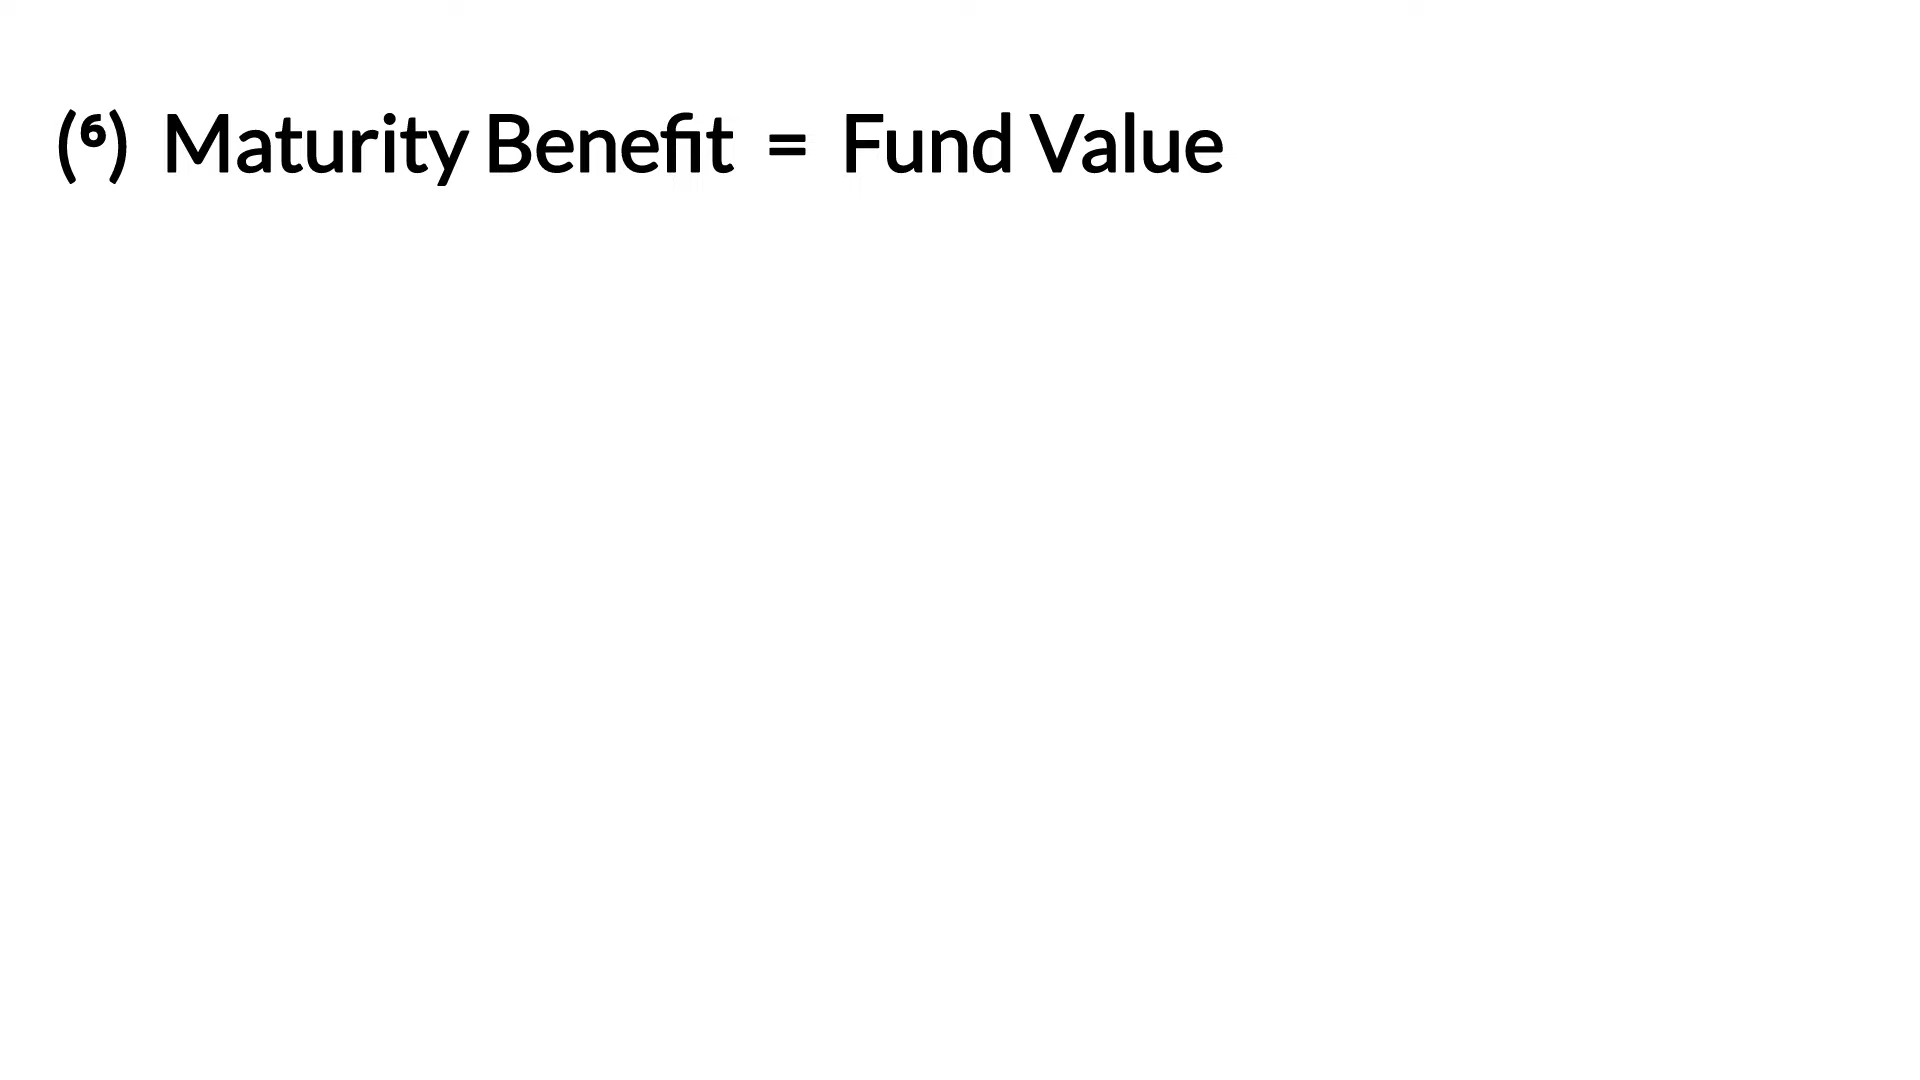 (⁶) Maturity Benefit = Fund Value